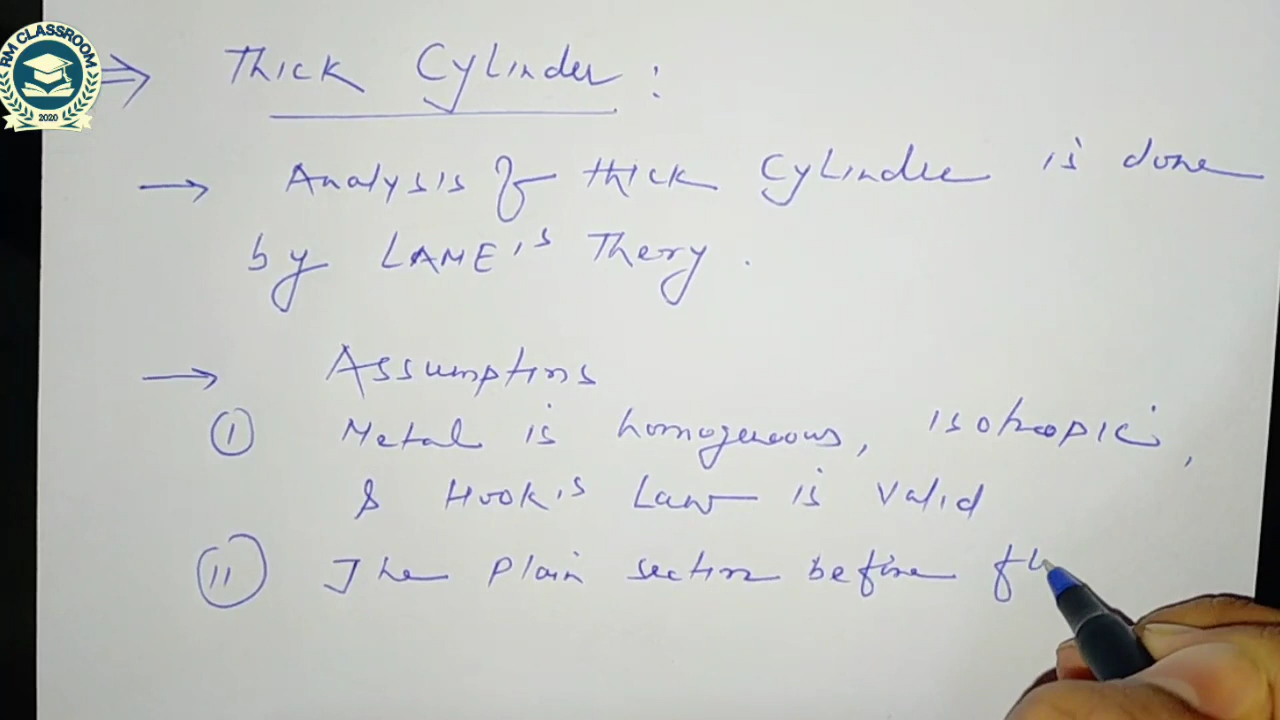 RM CLASSROOM
2020
⇒ Thick Cylinder :
→ Analysis of thick Cylinder is done
by LAME's Thery .
→ Assumptions
(i) Metal is homogeneous, isotropic,
& Hook's Law is valid
(ii) The plain section before